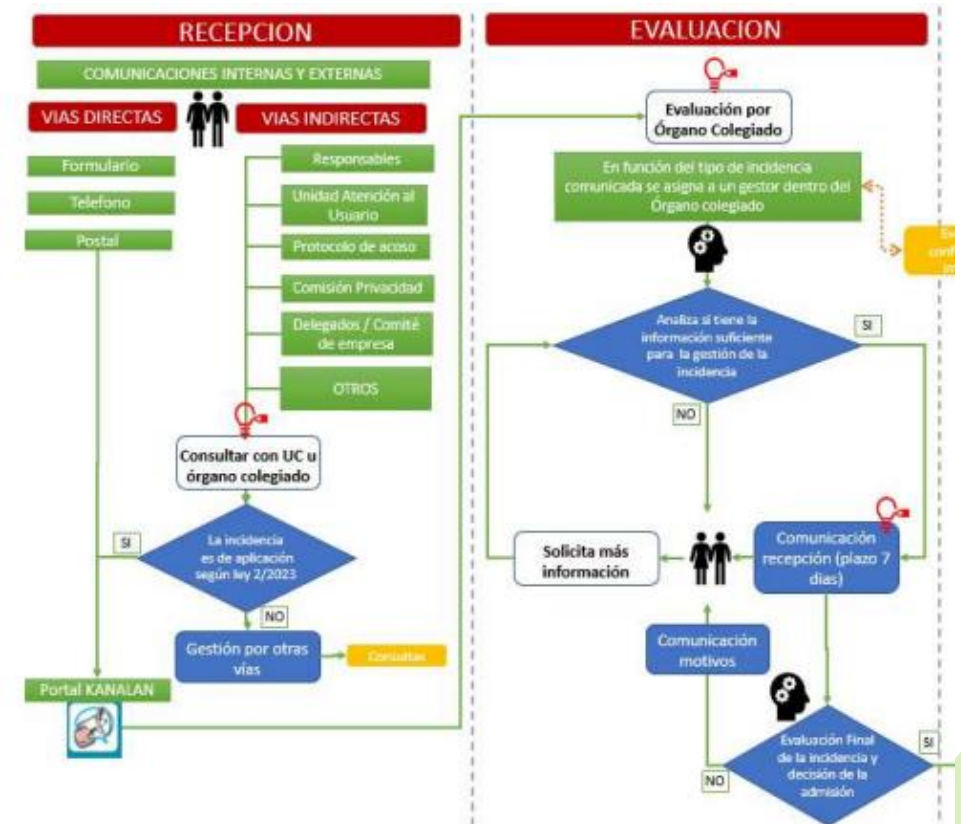 RECEPCION
COMUNICACIONES INTERNAS Y EXTERNAS
VIAS DIRECTAS
VIAS INDIRECTAS
Formulario
Telefono
Postal
Responsables
Unidad Atención al
Usuario
Protocolo de acoso
Comisión Privacidad
Delegados / Comité
de empresa
OTROS
Consultar con UC u
órgano colegiado
La incidencia
es de aplicación
según ley 2/2023
SI
NO
Gestión por otras
vías
Consultas
Portal KANALAN
EVALUACION
Evaluación por
Órgano Colegiado
En función del tipo de incidencia
comunicada se asigna a un gestor dentro del
Órgano colegiado
Analiza si tiene la
información suficiente
para la gestión de la
incidencia
SI
NO
Solicita más
información
Comunicación
recepción (plazo 7
dias)
Comunicación
motivos
Evaluación Final
de la incidencia y
decisión de la
admisión
NO
SI